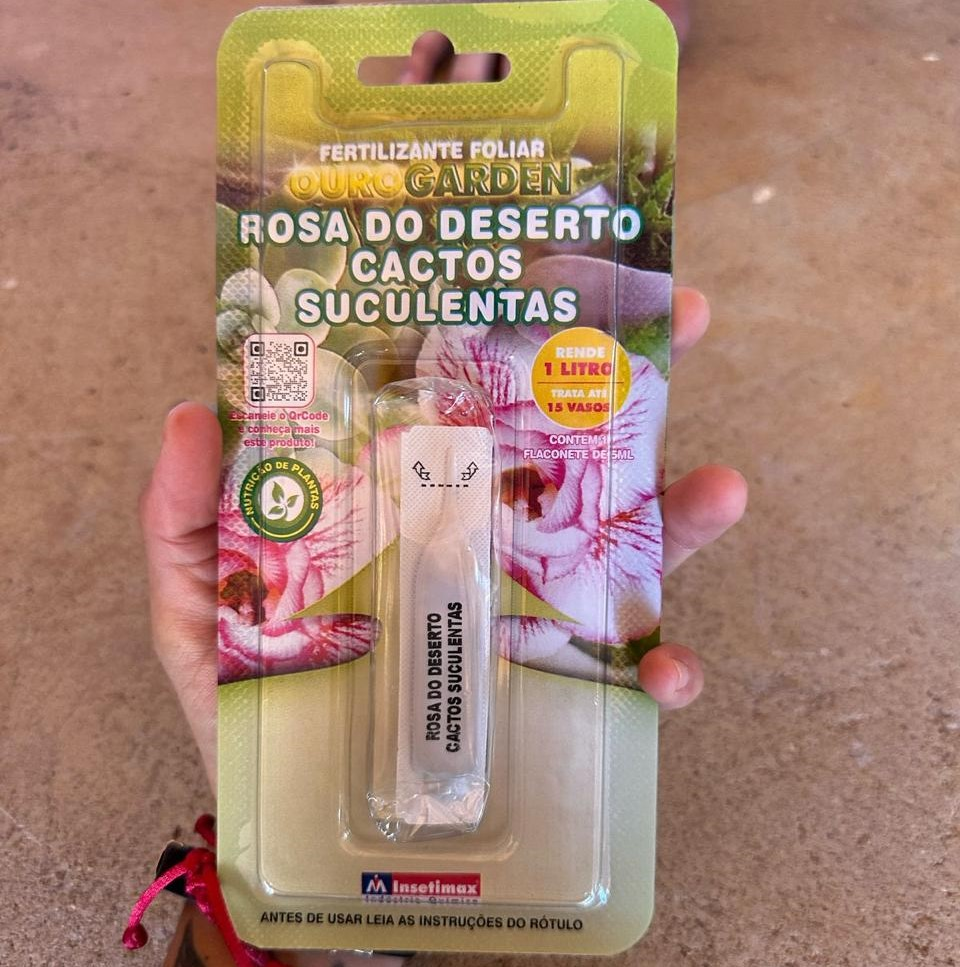 FERTILIZANTE FOLIAR
OURO GARDEN
ROSA DO DESERTO
CACTOS
SUCULENTAS
RENDE
1 LITRO
TRATA ATÉ
15 VASOS
CONTÉM 1
FLACONETE DE 5ML
Escaneie o QrCode
e conheça mais
este produto!
NUTRIÇÃO DE PLANTAS
ROSA DO DESERTO
CACTOS SUCULENTAS
Insetimax
Indústria Química
ANTES DE USAR LEIA AS INSTRUÇÕES DO RÓTULO